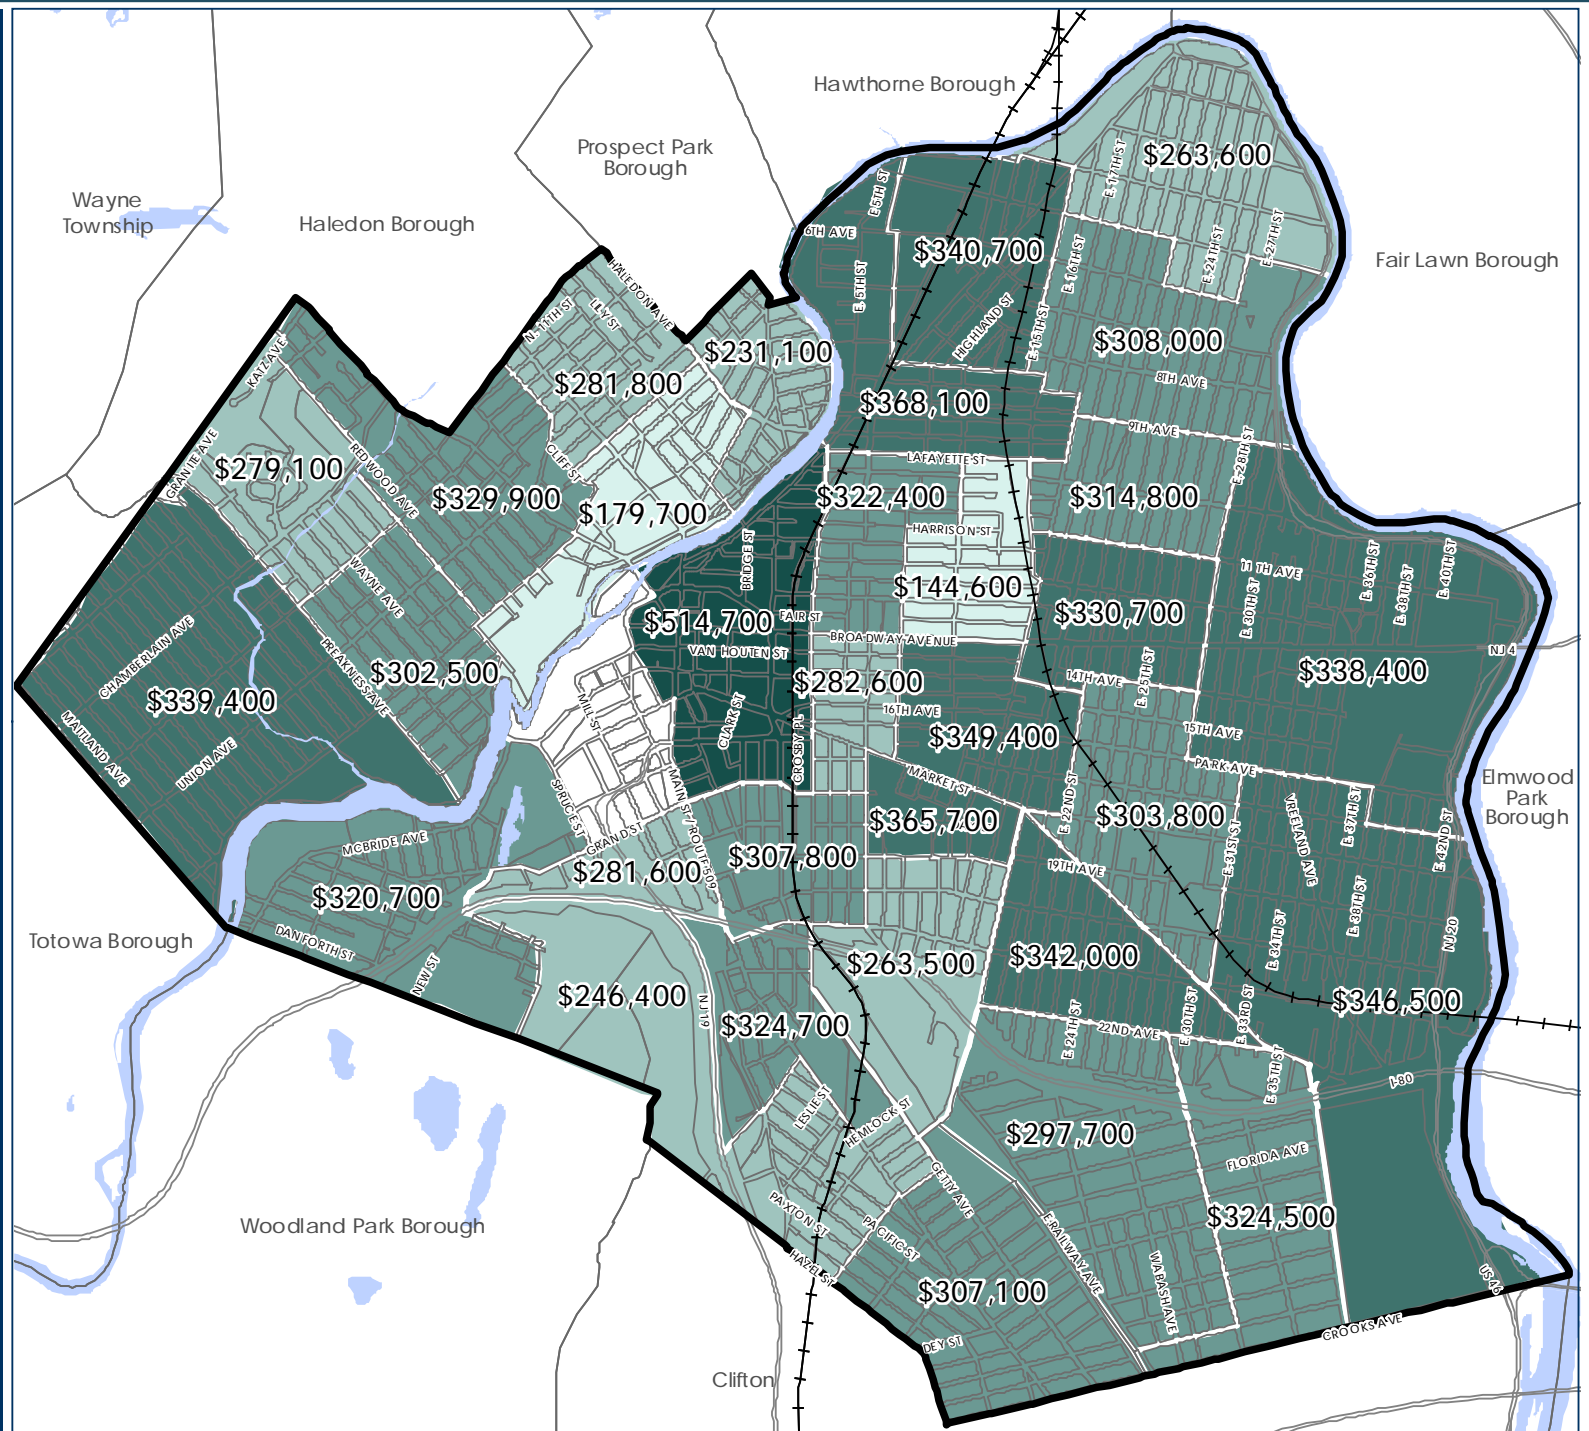 Hawthorne Borough
Prospect Park
Borough
Wayne
Township
Haledon Borough
Fair Lawn Borough
Elmwood
Park
Borough
Totowa Borough
Woodland Park Borough
Clifton
$263,600
$340,700
$308,000
$231,100
$281,800
$368,100
$279,100
$329,900
$179,700
$322,400
$314,800
$144,600
$330,700
$514,700
$302,500
$339,400
$282,600
$338,400
$349,400
$365,700
$303,800
$307,800
$281,600
$320,700
$263,500
$342,000
$246,400
$324,700
$346,500
$297,700
$324,500
$307,100
E. 17TH ST
E 5TH ST
6TH AVE
E. 5TH ST
E. 16TH ST
E. 24TH ST
E. 27TH ST
HIGHLAND ST
E. 15TH ST
8TH AVE
9TH AVE
E. 28TH ST
HALEDON AVE
N. 11TH ST
LILY ST
KATZ AVE
GRANITE AVE
REDWOOD AVE
CLIFF ST
LAFAYETTE ST
HARRISON ST
BRIDGE ST
FAIR ST
BROADWAY AVENUE
VAN HOUTEN ST
11 TH AVE
E. 36TH ST
E. 38TH ST
E. 40TH ST
E. 30TH ST
NJ 4
WAYNE AVE
PREAKNESS AVE
CHAMBERLAIN AVE
MAITLAND AVE
UNION AVE
MILL ST
CLARK ST
CROSBY PL
16TH AVE
14TH AVE
E. 25TH ST
15TH AVE
PARK AVE
MARKET ST
E. 22ND ST
SPRUCE ST
MAIN ST / ROUTE 509
GRAND ST
MCBRIDE AVE
DANFORTH ST
NEW ST
19TH AVE
E. 31ST ST
VREELAND AVE
E. 37TH ST
E. 42ND ST
E. 38TH ST
E. 34TH ST
NJ 20
NJ 19
E. 24TH ST
22ND AVE
E. 30TH ST
E. 33RD ST
E. 35TH ST
I-80
LESLIE ST
HEMLOCK ST
GETTY AVE
PAXTON ST
PACIFIC ST
HAZEL ST
E RAILWAY AVE
FLORIDA AVE
WABASH AVE
DEY ST
CROOKS AVE
US 46